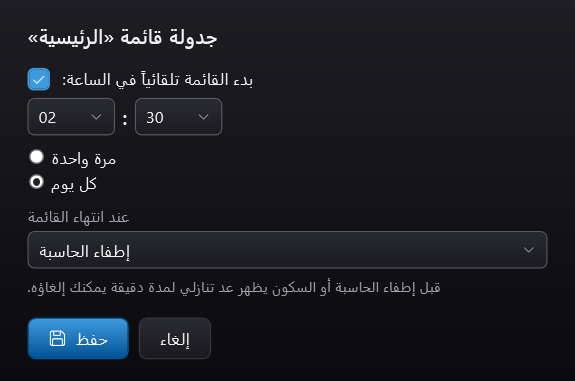 جدولة قائمة «الرئيسية»
بدء القائمة تلقائياً في الساعة:
02 : 30
مرة واحدة
كل يوم
عند انتهاء القائمة
إطفاء الحاسبة
قبل إطفاء الحاسبة أو السكون يظهر عد تنازلي لمدة دقيقة يمكنك إلغاؤه.
حفظ
إلغاء